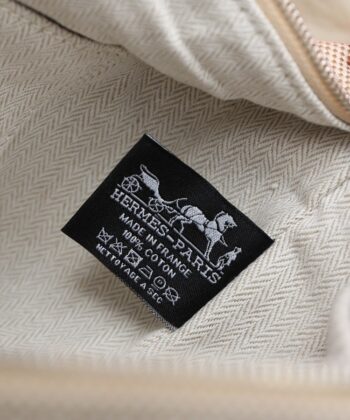 HERMES-PARIS
MADE IN FRANCE
100% COTON
NETTOYAGE A SEC